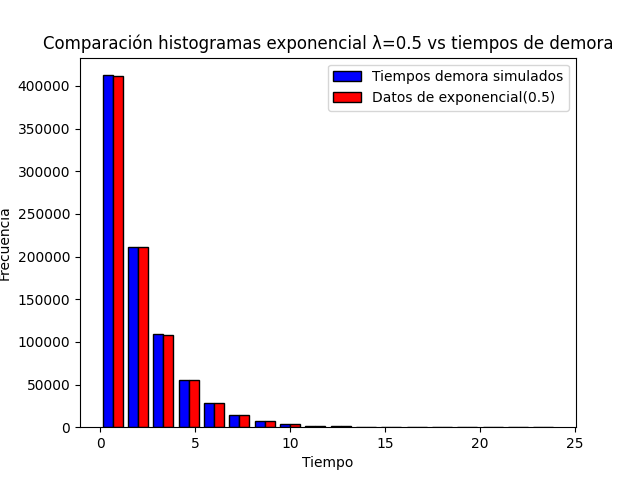 Comparación histogramas exponencial λ=0.5 vs tiempos de demora
Tiempos demora simulados
Datos de exponencial(0.5)
Frecuencia
400000
350000
300000
250000
200000
150000
100000
50000
0
0 5 10 15 20 25
Tiempo